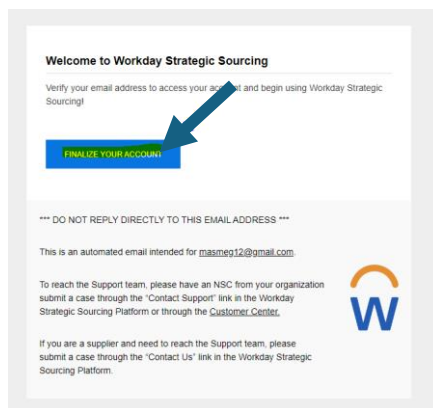 Welcome to Workday Strategic Sourcing
Verify your email address to access your account and begin using Workday Strategic
Sourcing!
FINALIZE YOUR ACCOUNT
*** DO NOT REPLY DIRECTLY TO THIS EMAIL ADDRESS ***
This is an automated email intended for masmeg12@gmail.com.
To reach the Support team, please have an NSC from your organization
submit a case through the "Contact Support" link in the Workday
Strategic Sourcing Platform or through the Customer Center.
If you are a supplier and need to reach the Support team, please
submit a case through the "Contact Us" link in the Workday Strategic
Sourcing Platform.
W